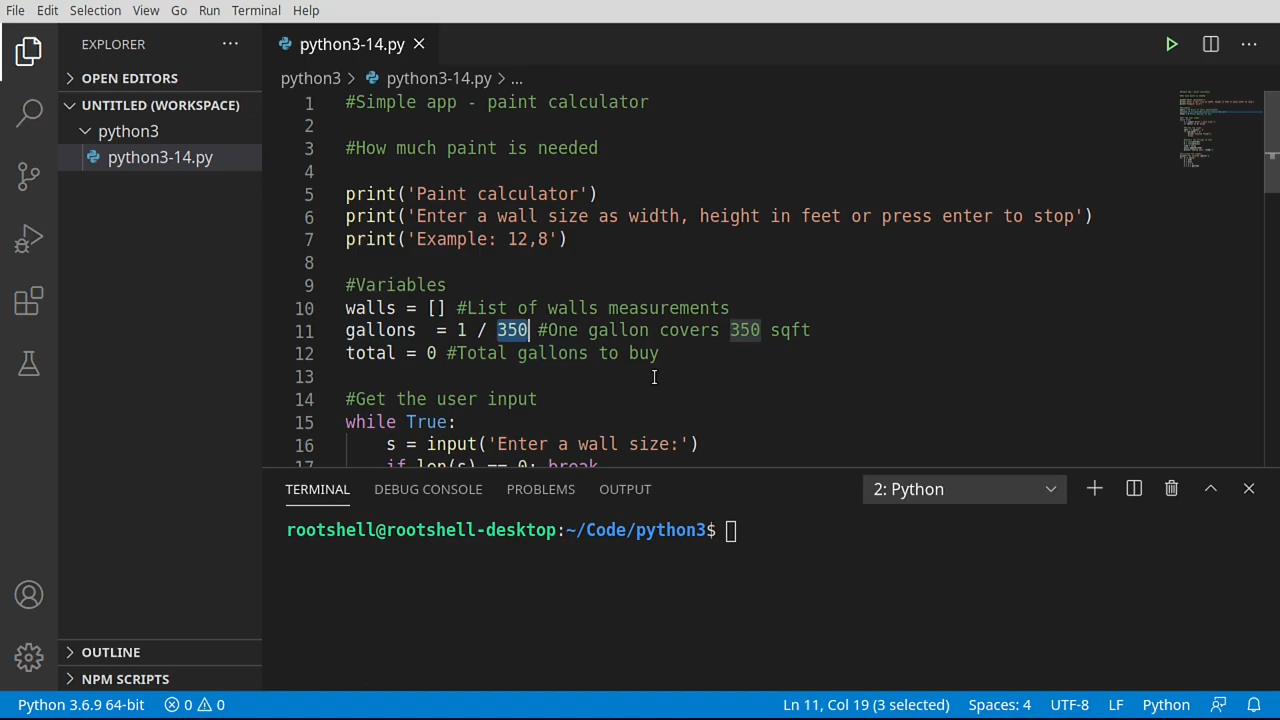 File Edit Selection View Go Run Terminal Help
EXPLORER
OPEN EDITORS
UNTITLED (WORKSPACE)
python3
python3-14.py
OUTLINE
NPM SCRIPTS
python3-14.py
python3 > python3-14.py > ...
1 #Simple app - paint calculator
2
3 #How much paint is needed
4
5 print('Paint calculator')
6 print('Enter a wall size as width, height in feet or press enter to stop')
7 print('Example: 12,8')
8
9 #Variables
10 walls = [] #List of walls measurements
11 gallons  = 1 / 350 #One gallon covers 350 sqft
12 total = 0 #Total gallons to buy
13
14 #Get the user input
15 while True:
16 s = input('Enter a wall size:')
17 if len(s) == 0: break
TERMINAL DEBUG CONSOLE PROBLEMS OUTPUT 2: Python
rootshell@rootshell-desktop:~/Code/python3$
Python 3.6.9 64-bit 0 0 Ln 11, Col 19 (3 selected) Spaces: 4 UTF-8 LF Python